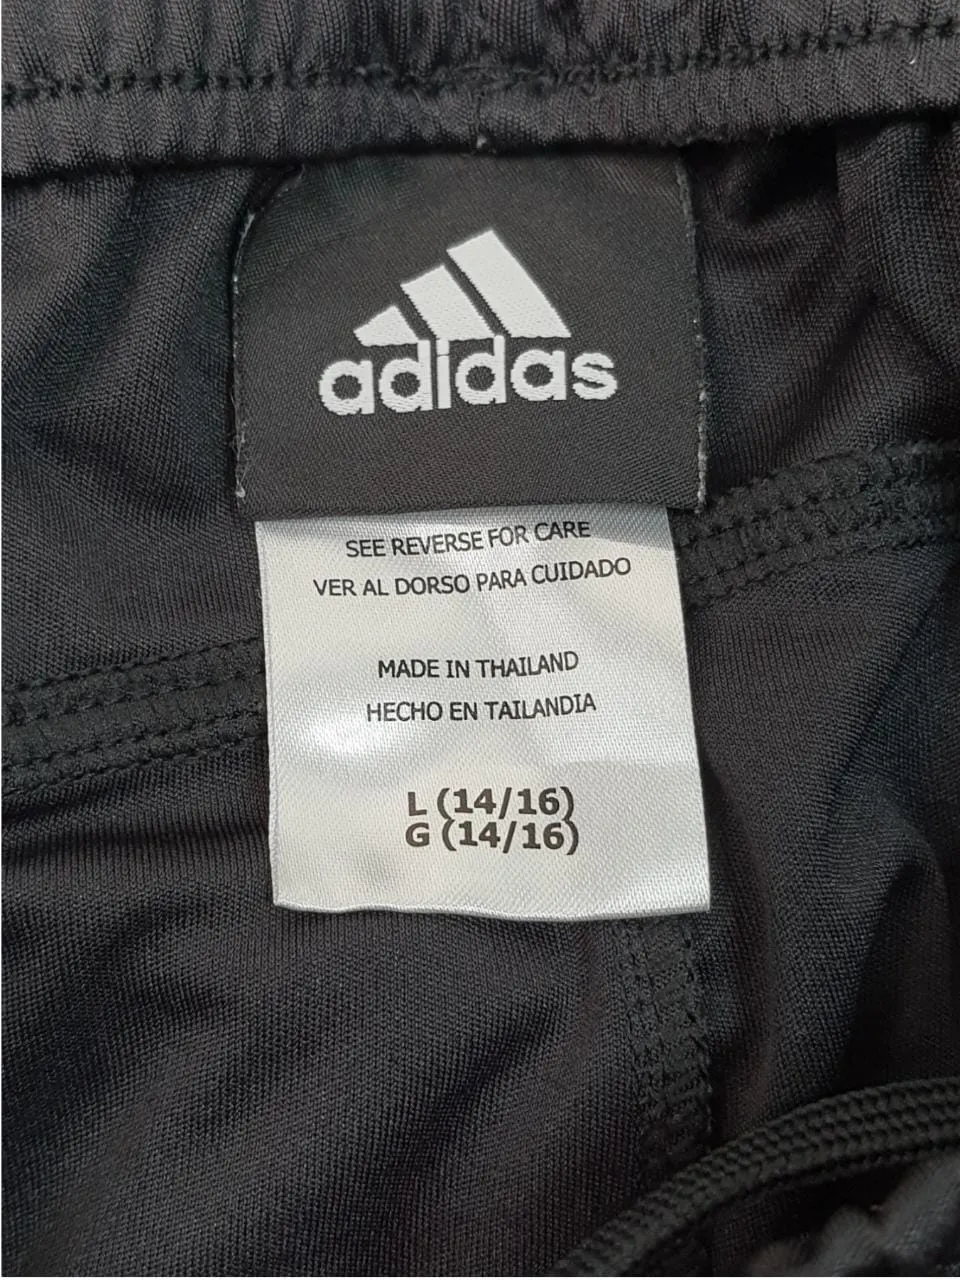 adidas
SEE REVERSE FOR CARE
VER AL DORSO PARA CUIDADO
MADE IN THAILAND
HECHO EN TAILANDIA
L (14/16)
G (14/16)